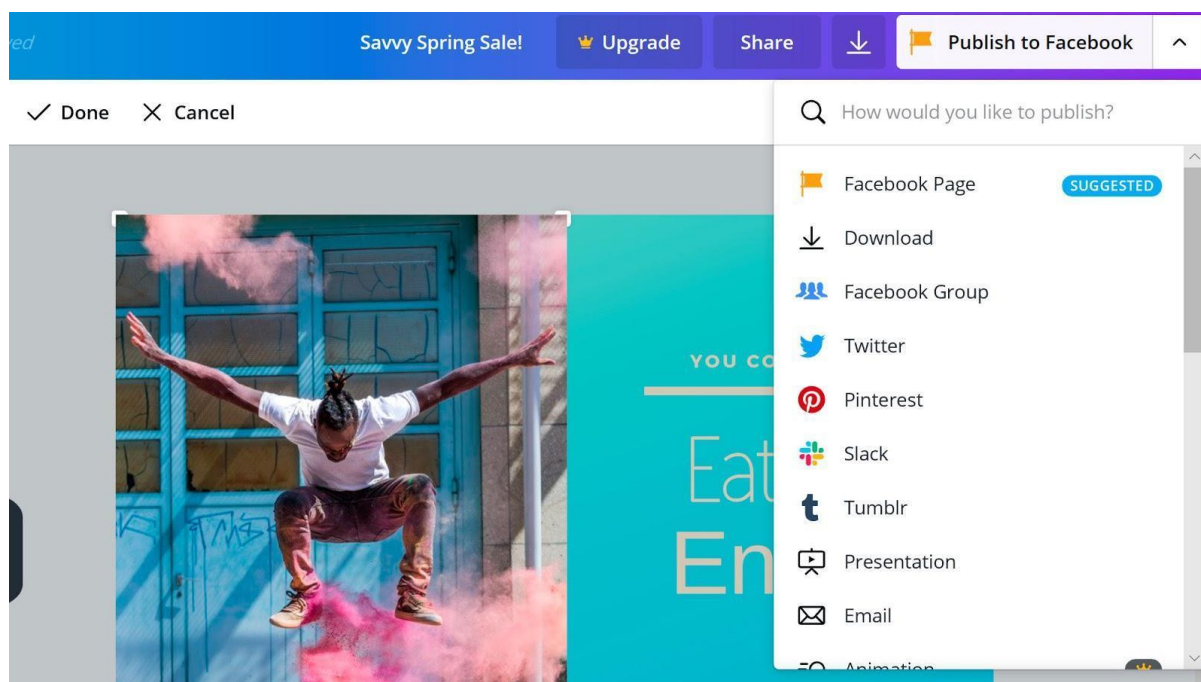 Savvy Spring Sale!
Upgrade
Share
Publish to Facebook
Done
Cancel
How would you like to publish?
Facebook Page
SUGGESTED
Download
Facebook Group
Twitter
Pinterest
Slack
Tumblr
Presentation
Email
Animation
YOU CO
Eat
En